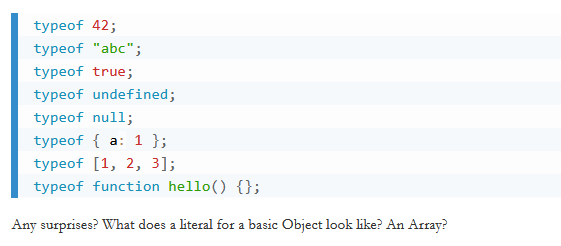 typeof 42;
typeof "abc";
typeof true;
typeof undefined;
typeof null;
typeof { a: 1 };
typeof [1, 2, 3];
typeof function hello() {};
Any surprises? What does a literal for a basic Object look like? An Array?